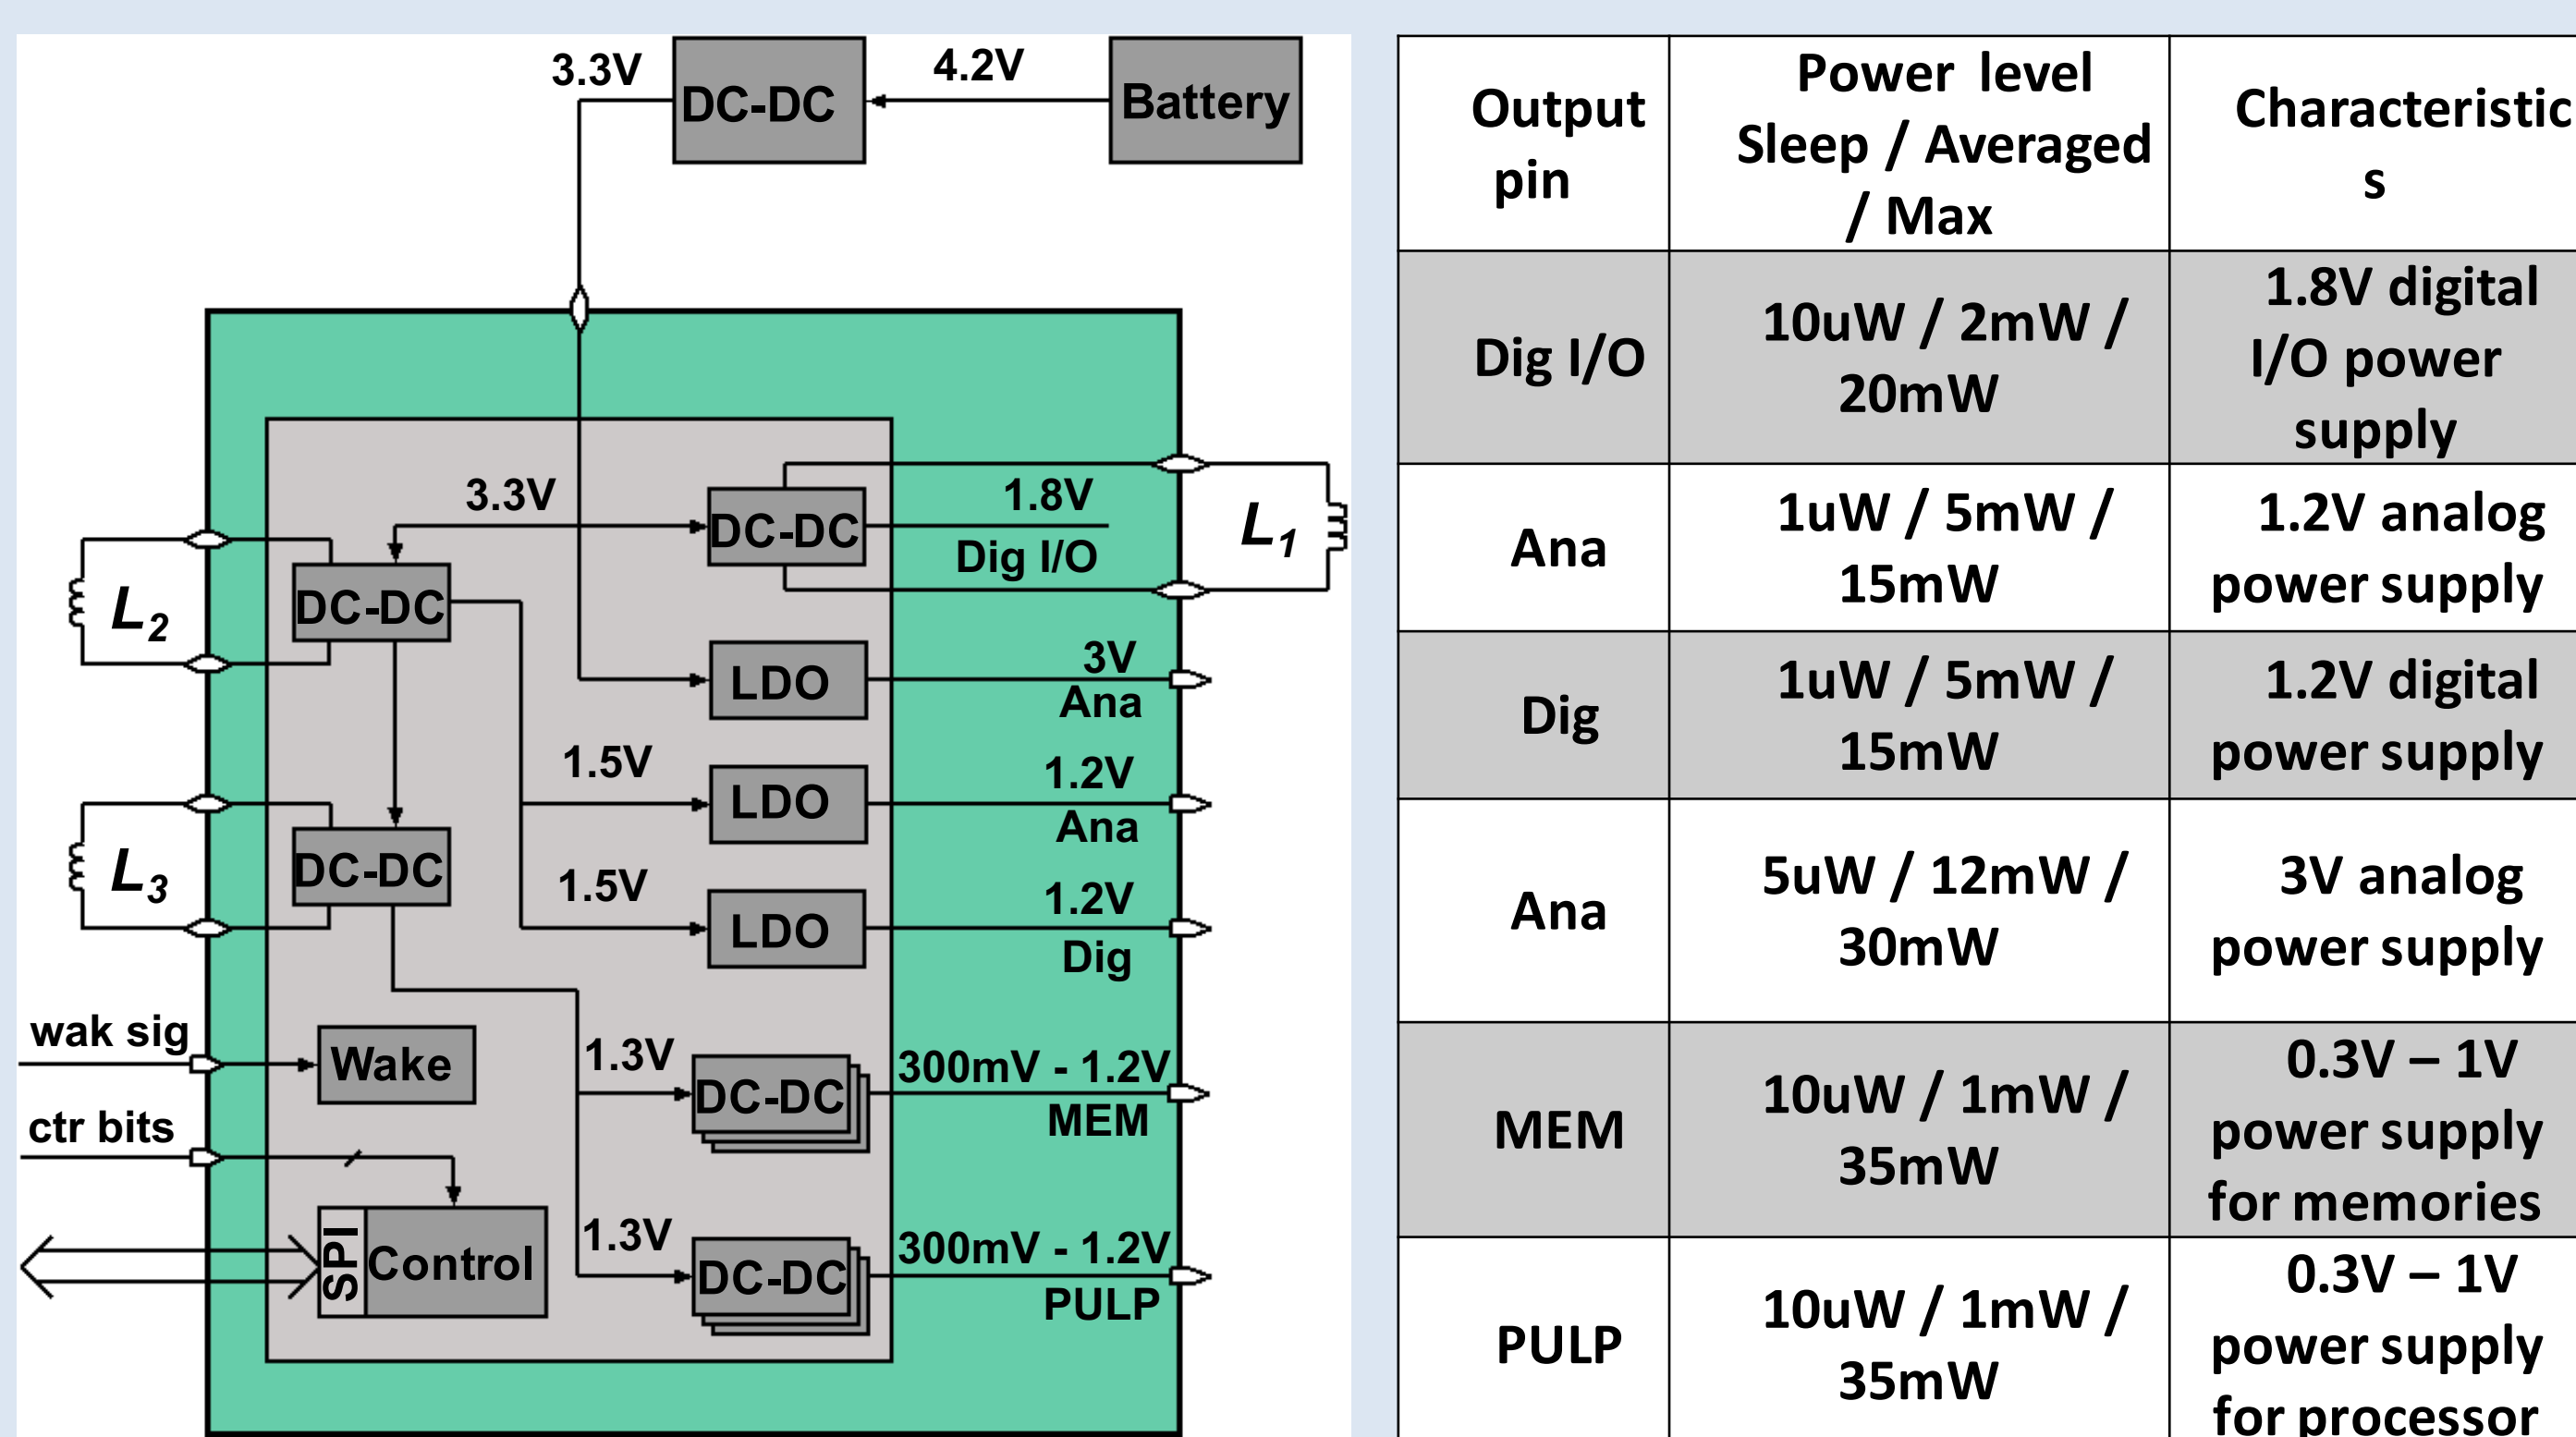 3.3V
DC-DC
4.2V
Battery
3.3V
DC-DC
1.8V
Dig I/O
L1
DC-DC
L2
LDO
3V
Ana
1.5V
LDO
1.2V
Ana
DC-DC
L3
1.5V
LDO
1.2V
Dig
wak sig
Wake
1.3V
DC-DC
300mV - 1.2V
MEM
ctr bits
SPI
Control
1.3V
DC-DC
300mV - 1.2V
PULP
Output
pin
Power level
Sleep / Averaged
/ Max
Characteristic
s
Dig I/O
10uW / 2mW /
20mW
1.8V digital
I/O power
supply
Ana
1uW / 5mW /
15mW
1.2V analog
power supply
Dig
1uW / 5mW /
15mW
1.2V digital
power supply
Ana
5uW / 12mW /
30mW
3V analog
power supply
MEM
10uW / 1mW /
35mW
0.3V – 1V
power supply
for memories
PULP
10uW / 1mW /
35mW
0.3V – 1V
power supply
for processor